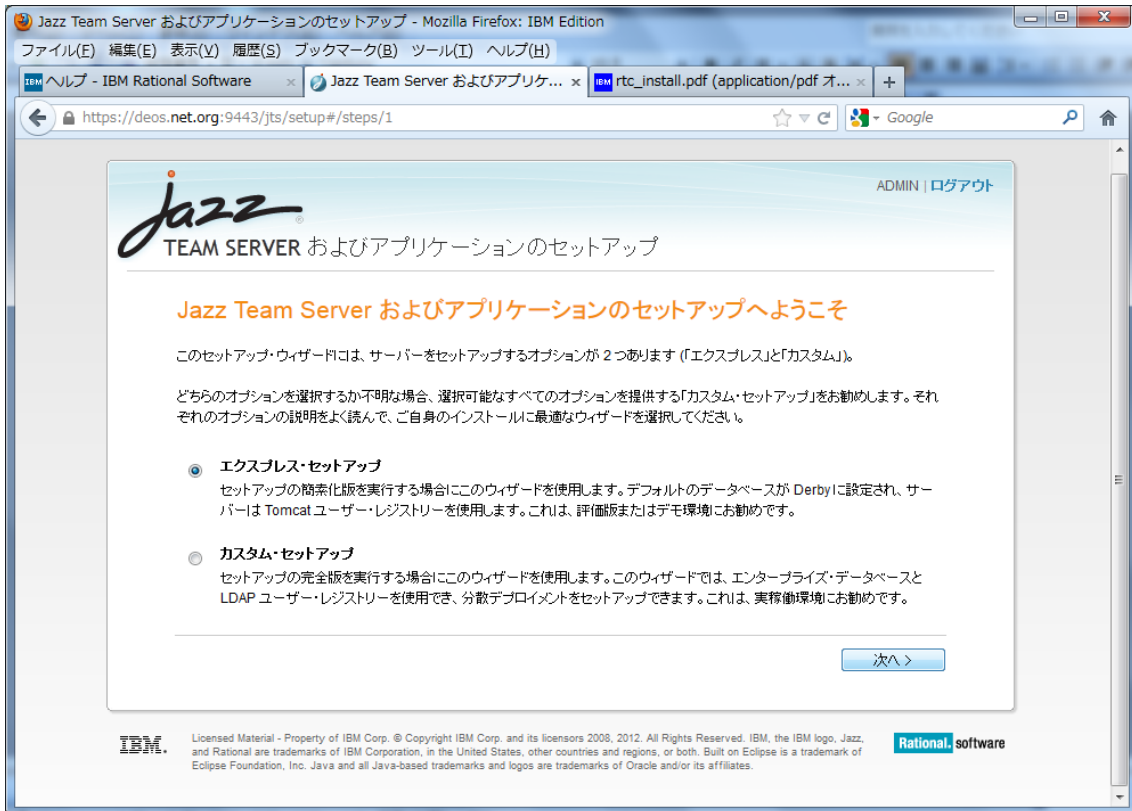 Jazz Team Server およびアプリケーションのセットアップ - Mozilla Firefox: IBM Edition
ファイル(F) 編集(E) 表示(V) 履歴(S) ブックマーク(B) ツール(T) ヘルプ(H)
IBM ヘルプ - IBM Rational Software × Jazz Team Server およびアプリケ... × IBM rtc_install.pdf (application/pdf オ... × +
https://deos.net.org:9443/jts/setup#/steps/1 Google
ADMIN | ログアウト
jazz ®
TEAM SERVER およびアプリケーションのセットアップ
Jazz Team Server およびアプリケーションのセットアップへようこそ
このセットアップ・ウィザードには、サーバーをセットアップするオプションが 2 つあります (「エクスプレス」と「カスタム」)。
どちらのオプションを選択するか不明な場合、選択可能なすべてのオプションを提供する「カスタム・セットアップ」をお勧めします。それ
ぞれのオプションの説明をよく読んで、ご自身のインストールに最適なウィザードを選択してください。
エクスプレス・セットアップ
セットアップの簡素化版を実行する場合にこのウィザードを使用します。デフォルトのデータベースが Derby に設定され、サー
バーは Tomcat ユーザー・レジストリーを使用します。これは、評価版またはデモ環境にお勧めです。
カスタム・セットアップ
セットアップの完全版を実行する場合にこのウィザードを使用します。このウィザードでは、エンタープライズ・データベースと
LDAP ユーザー・レジストリーを使用でき、分散デプロイメントをセットアップできます。これは、実稼働環境にお勧めです。
次へ >
IBM.
Licensed Material - Property of IBM Corp. © Copyright IBM Corp. and its licensors 2008, 2012. All Rights Reserved. IBM, the IBM logo, Jazz,
and Rational are trademarks of IBM Corporation, in the United States, other countries and regions, or both. Built on Eclipse is a trademark of
Eclipse Foundation, Inc. Java and all Java-based trademarks and logos are trademarks of Oracle and/or its affiliates.
Rational. software